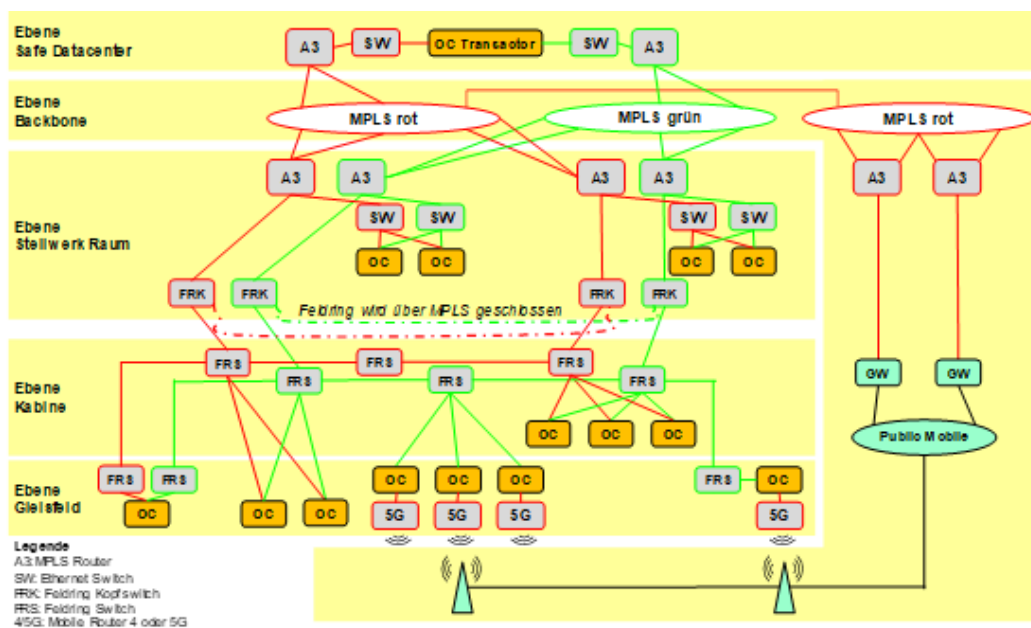 Ebene
Safe Datacenter
A3
SW
OC Transactor
SW
A3
Ebene
Backbone
MPLS rot
MPLS grün
MPLS rot
A3
A3
A3
A3
A3
A3
SW
SW
SW
SW
Ebene
Stellwerk Raum
OC
OC
OC
OC
FRK
FRK
FRK
FRK
Feldring wird über MPLS geschlossen
FRS
FRS
FRS
FRS
FRS
FRS
GW
GW
Ebene
Kabine
OC
OC
OC
Public Mobile
Ebene
Gleisfeld
FRS
FRS
OC
OC
OC
FRS
OC
OC
OC
OC
5G
5G
5G
5G
Legende
A3: MPLS Router
SW: Ethernet Switch
FRK: Feldring Kopfswitch
FRS: Feldring Switch
4/5G: Mobile Router 4 oder 5G